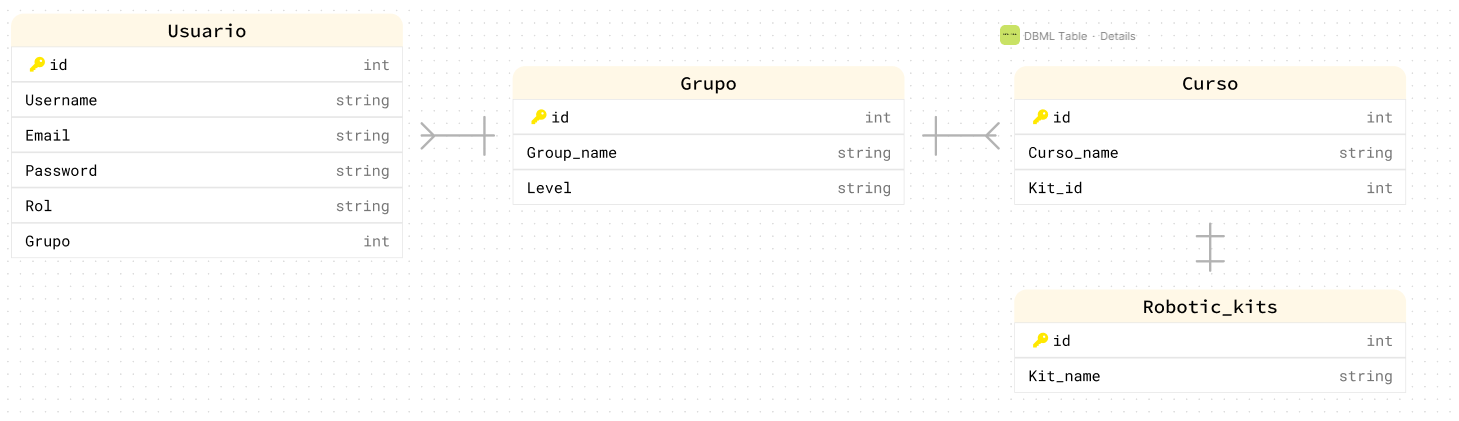 Usuario
id int
Username string
Email string
Password string
Rol string
Grupo int
Grupo
id int
Group_name string
Level string
DBML Table - Details
Curso
id int
Curso_name string
Kit_id int
Robotic_kits
id int
Kit_name string